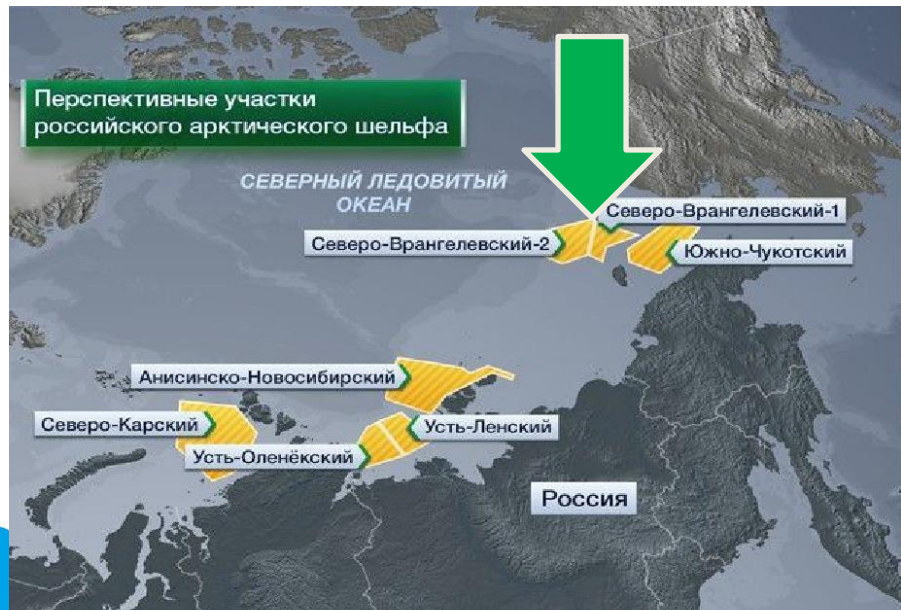 Перспективные участки
российского арктического шельфа
СЕВЕРНЫЙ ЛЕДОВИТЫЙ
ОКЕАН
Северо-Врангелевский-1
Северо-Врангелевский-2
Южно-Чукотский
Анисинско-Новосибирский
Северо-Карский
Усть-Ленский
Усть-Оленёкский
Россия